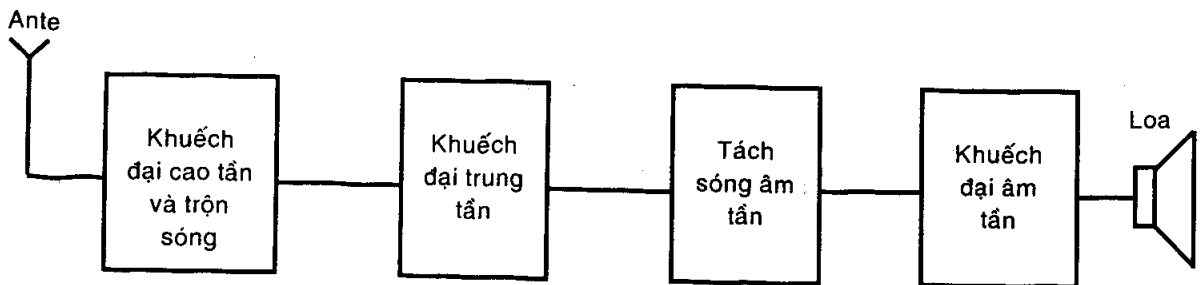 Ante
Khuếch
đại cao tần
và trộn
sóng
Khuếch
đại trung
tần
Tách
sóng âm
tần
Khuếch
đại âm
tần
Loa